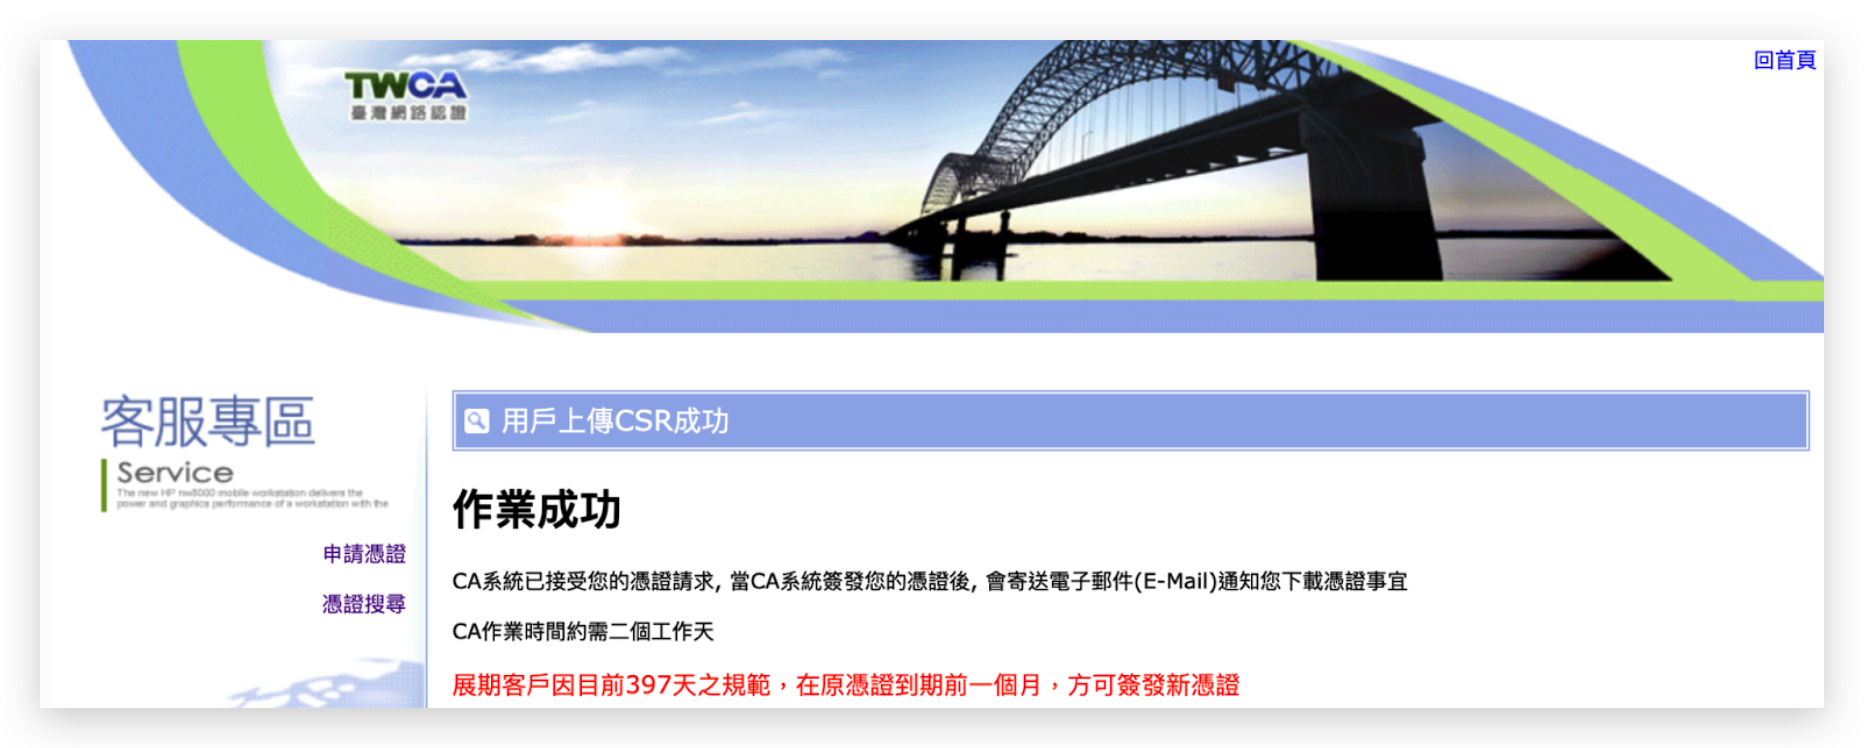 回首頁
TWCA
臺灣網路認證
客服專區
Service
The new HP nw8000 mobile workstation delivers the
power and graphics performance of a workstation with the
申請憑證
憑證搜尋
用戶上傳CSR成功
作業成功
CA系統已接受您的憑證請求, 當CA系統簽發您的憑證後, 會寄送電子郵件(E-Mail)通知您下載憑證事宜
CA作業時間約需二個工作天
展期客戶因目前397天之規範，在原憑證到期前一個月，方可簽發新憑證